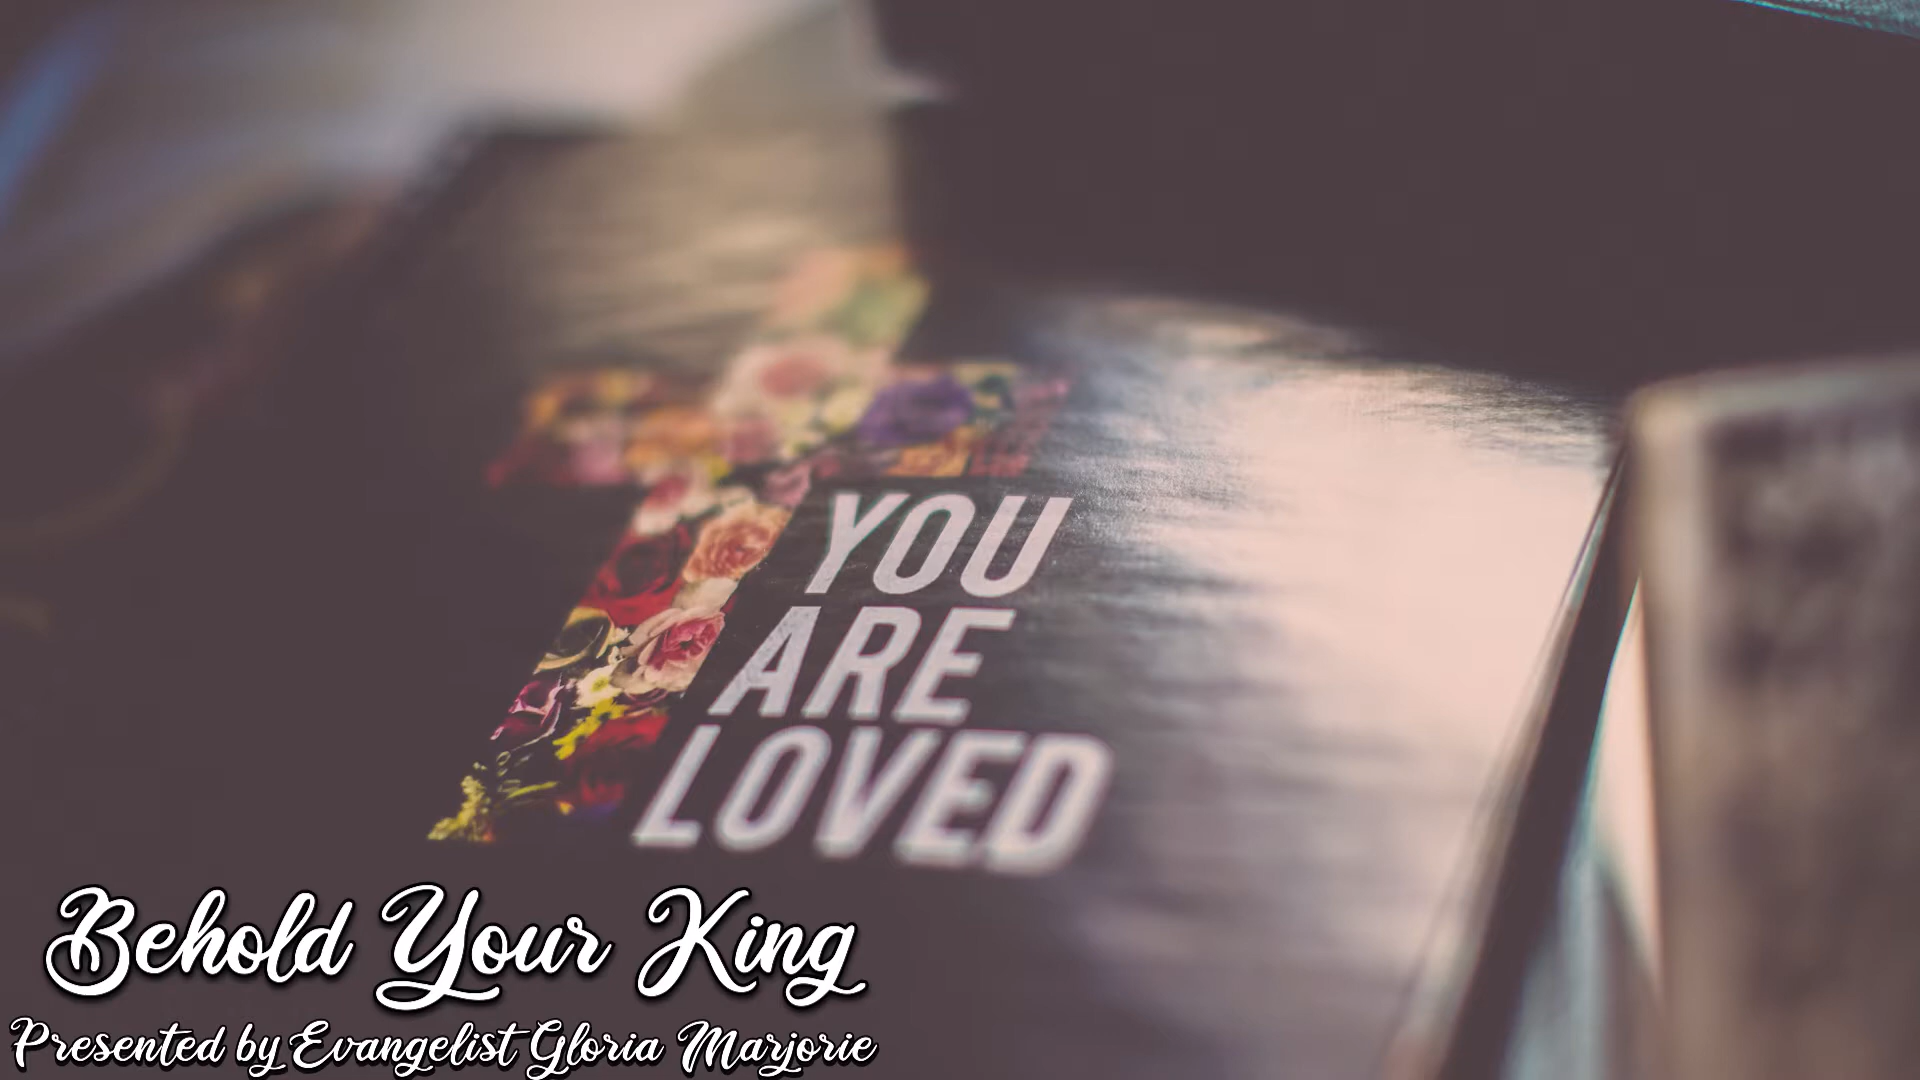 YOU
ARE
LOVED
Behold Your King
Presented by Evangelist Gloria Marjorie